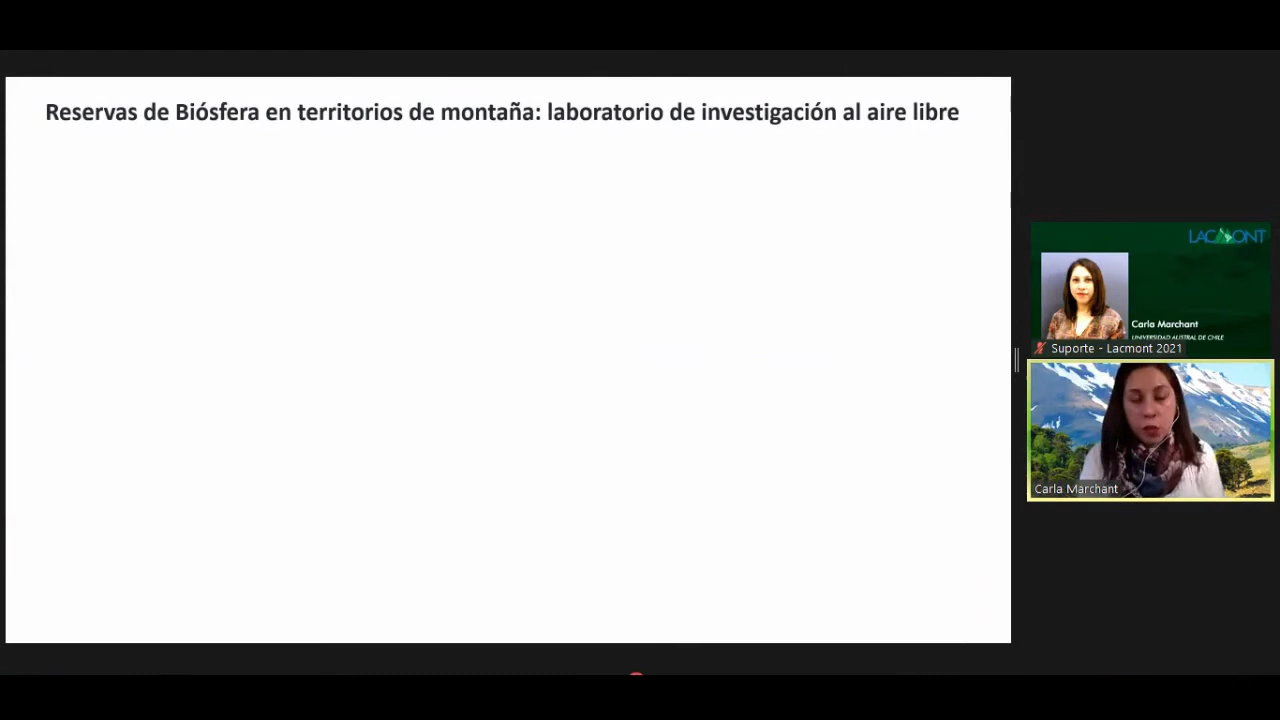 Reservas de Biósfera en territorios de montaña: laboratorio de investigación al aire libre
LACMONT
Carla Marchant
UNIVERSIDAD AUSTRAL DE CHILE
Suporte - Lacmont 2021
Carla Marchant